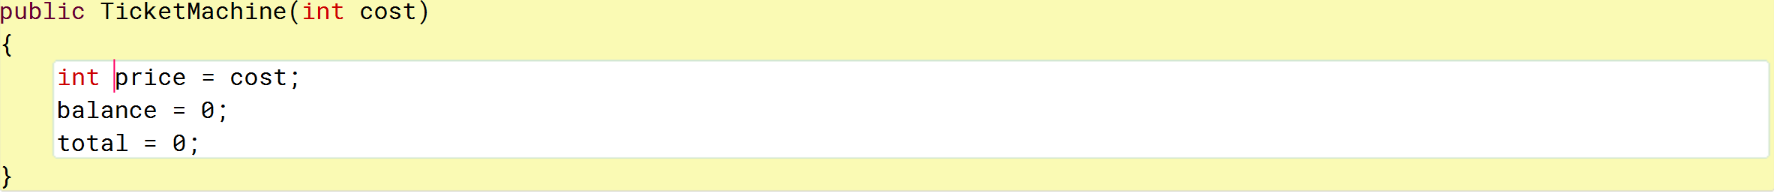 public TicketMachine(int cost)
{
int price = cost;
balance = 0;
total = 0;
}